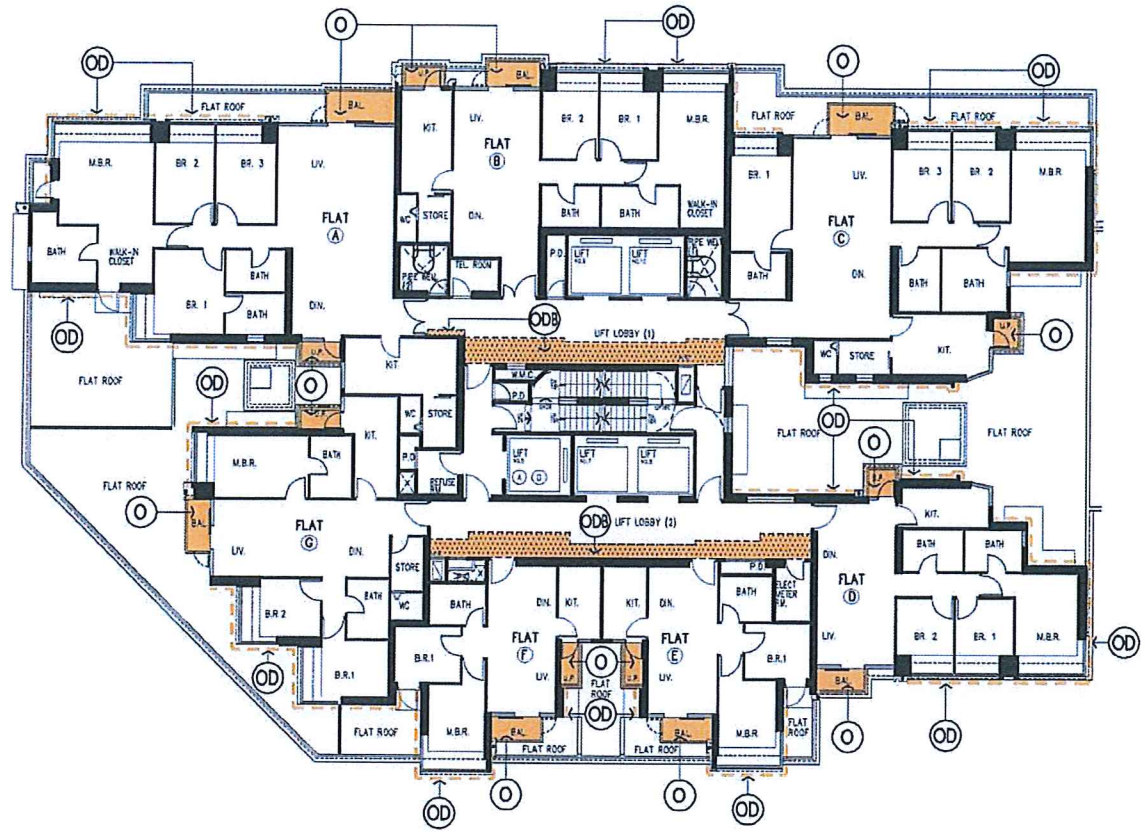 O
OD
OD
O
OD
FLAT ROOF
BAL.
U.P.
BAL.
FLAT ROOF
BAL.
FLAT ROOF
M.B.R.
BR. 2
BR. 3
LIV.
KIT.
LIV.
BR. 2
BR. 1
M.B.R.
BR. 1
LIV.
BR. 3
BR. 2
M.B.R.
FLAT
B
FLAT
A
WC
STORE
DIN.
BATH
BATH
WALK-IN
CLOSET
FLAT
C
BATH
WALK-IN
CLOSET
BATH
BR. 1
BATH
DIN.
TEL. ROOM
P.D.
LIFT
LIFT
BATH
DIN.
BATH
BATH
OD
ODB
LIFT LOBBY (1)
U.P.
KIT.
WC
STORE
KIT.
O
FLAT ROOF
OD
O
W.M.C.
P.D.
OD
FLAT ROOF
FLAT ROOF
OD
O
M.B.R.
BATH
KIT.
WC
STORE
P.D.
REFUSE
LIFT
A
LIFT
LIFT
FLAT ROOF
O
BAL.
FLAT
G
LIV.
DIN.
ODB
LIFT LOBBY (2)
KIT.
DIN.
BATH
BATH
STORE
WC
B.R 2
BATH
BATH
DIN.
KIT.
KIT.
DIN.
BATH
P.D.
ELECT
METER
R.M.
FLAT
D
OD
B.R.1
B.R.1
FLAT
F
FLAT
E
B.R.1
LIV.
BR. 2
BR. 1
M.B.R.
OD
LIV.
U.P.
O
FLAT
ROOF
U.P.
LIV.
BAL.
O
OD
FLAT ROOF
M.B.R.
BAL.
FLAT ROOF
OD
FLAT ROOF
BAL.
M.B.R.
FLAT
ROOF
OD
O
O
OD